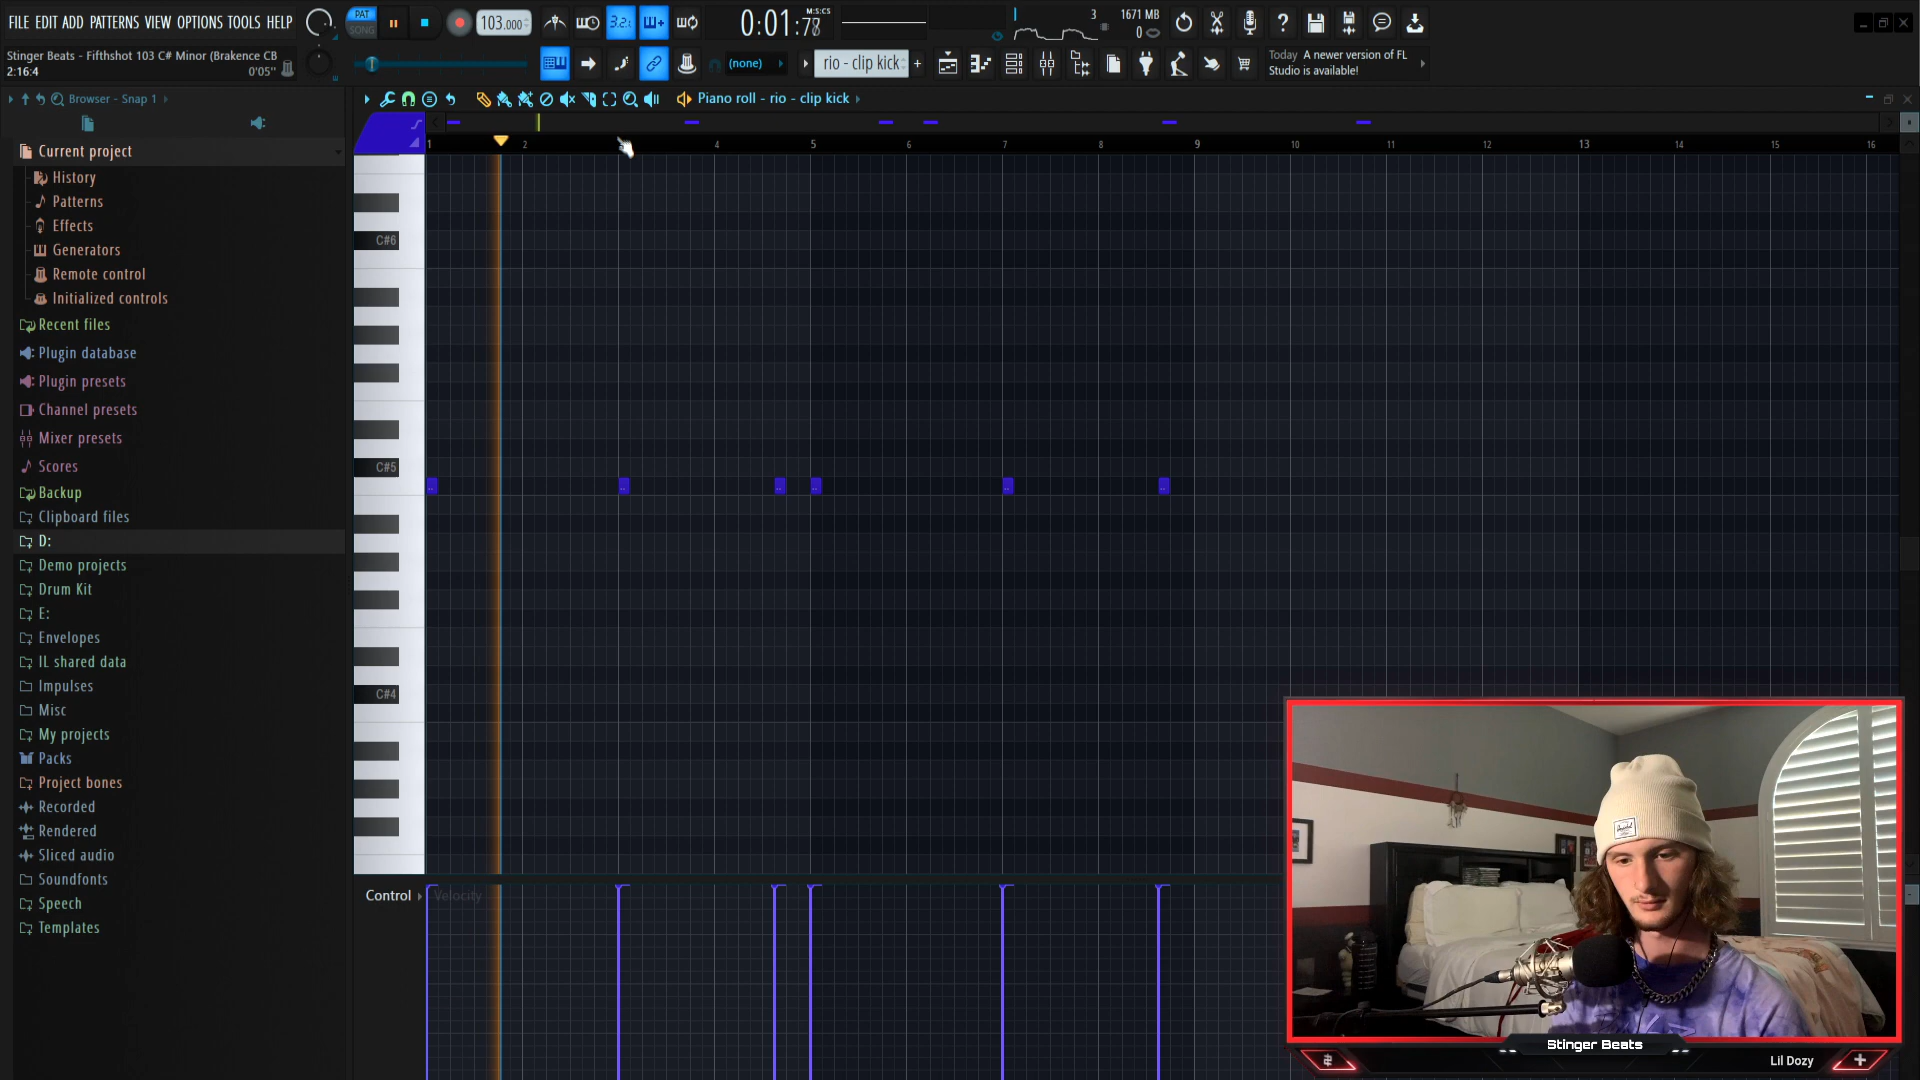 FILE EDIT ADD PATTERNS VIEW OPTIONS TOOLS HELP
PAT
SONG
103.000
3.2:
0:01:78
M:S:CS
3
1671 MB
0
Stinger Beats - Fifthshot 103 C# Minor (Brakence CB
2:16:4
0'05"
(none)
rio - clip kick
Today A newer version of FL
Studio is available!
Browser - Snap 1
Piano roll - rio - clip kick
1 2 4 5 6 7 8 9 10 11 12 13 14 15 16
Current project
History
Patterns
Effects
Generators
Remote control
Initialized controls
Recent files
Plugin database
Plugin presets
Channel presets
Mixer presets
Scores
Backup
Clipboard files
D:
Demo projects
Drum Kit
E:
Envelopes
IL shared data
Impulses
Misc
My projects
Packs
Project bones
Recorded
Rendered
Sliced audio
Soundfonts
Speech
Templates
C#6
C#5
C#4
Control
Velocity
Stinger Beats
Lil Dozy